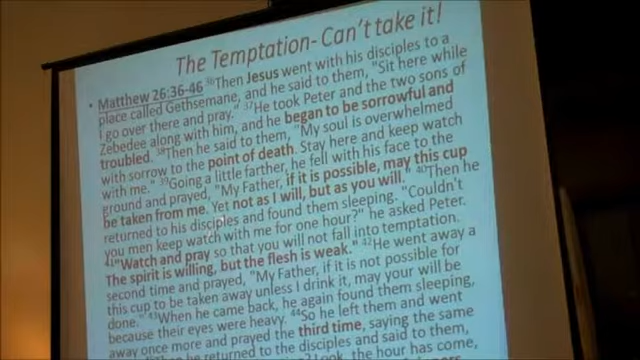 The Temptation- Can't take it!
• Matthew 26:36-46 36Then Jesus went with his disciples to a
place called Gethsemane, and he said to them, "Sit here while
I go over there and pray." 37He took Peter and the two sons of
Zebedee along with him, and he began to be sorrowful and
troubled. 38Then he said to them, "My soul is overwhelmed
with sorrow to the point of death. Stay here and keep watch
with me." 39Going a little farther, he fell with his face to the
ground and prayed, "My Father, if it is possible, may this cup
be taken from me. Yet not as I will, but as you will." 40Then he
returned to his disciples and found them sleeping. "Couldn't
you men keep watch with me for one hour?" he asked Peter.
41"Watch and pray so that you will not fall into temptation.
The spirit is willing, but the flesh is weak." 42He went away a
second time and prayed, "My Father, if it is not possible for
this cup to be taken away unless I drink it, may your will be
done." 43When he came back, he again found them sleeping,
because their eyes were heavy. 44So he left them and went
away once more and prayed the third time, saying the same
he returned to the disciples and said to them,
Look, the hour has come,